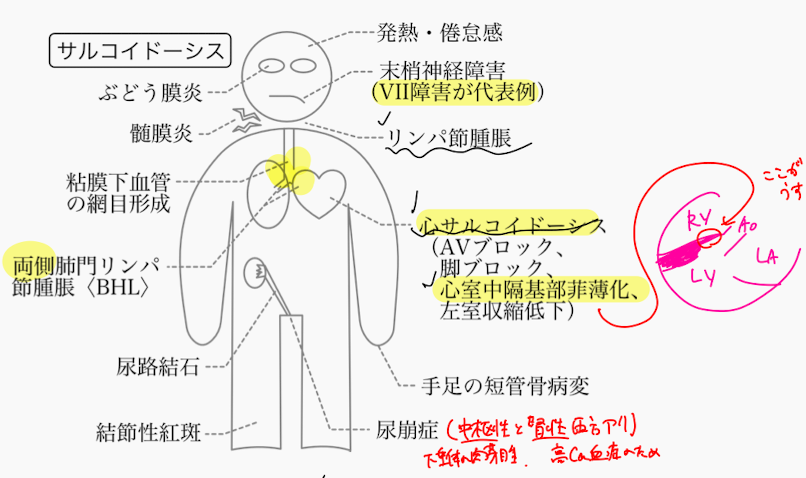 サルコイドーシス
発熱・倦怠感
末梢神経障害
（VII障害が代表例）
ぶどう膜炎
髄膜炎
リンパ節腫脹
粘膜下血管
の網目形成
心サルコイドーシス
（AVブロック、
脚ブロック、
心室中隔基部菲薄化、
左室収縮低下）
両側肺門リンパ
節腫脹〈BHL〉
尿路結石
手足の短管骨病変
結節性紅斑
尿崩症
(中枢性と腎性両方アリ)
高Ca血症のため
ここが
うす
RV
Ao
LV
LA